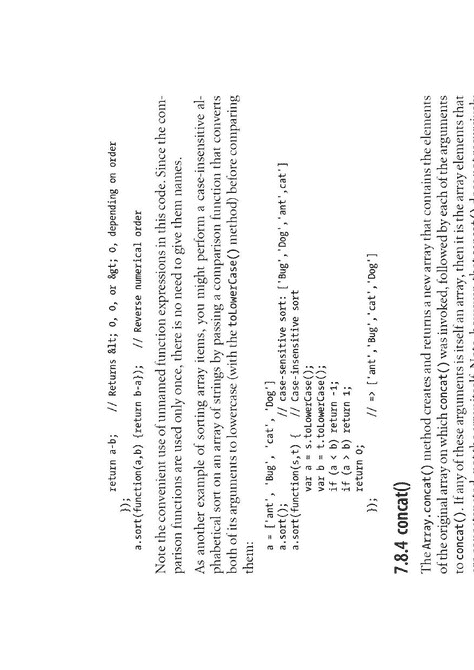 return a-b;    // Returns &lt; 0, 0, or &gt; 0, depending on order
});
a.sort(function(a,b) {return b-a});   // Reverse numerical order
Note the convenient use of unnamed function expressions in this code. Since the com-
parison functions are used only once, there is no need to give them names.
As another example of sorting array items, you might perform a case-insensitive al-
phabetical sort on an array of strings by passing a comparison function that converts
both of its arguments to lowercase (with the toLowerCase() method) before comparing
them:
a = ['ant', 'Bug', 'cat', 'Dog']
a.sort();            // case-sensitive sort: ['Bug','Dog','ant',cat']
a.sort(function(s,t) {   // Case-insensitive sort
var a = s.toLowerCase();
var b = t.toLowerCase();
if (a < b) return -1;
if (a > b) return 1;
return 0;
});                 // => ['ant','Bug','cat','Dog']
7.8.4 concat()
The Array.concat() method creates and returns a new array that contains the elements
of the original array on which concat() was invoked, followed by each of the arguments
to concat(). If any of these arguments is itself an array, then it is the array elements that